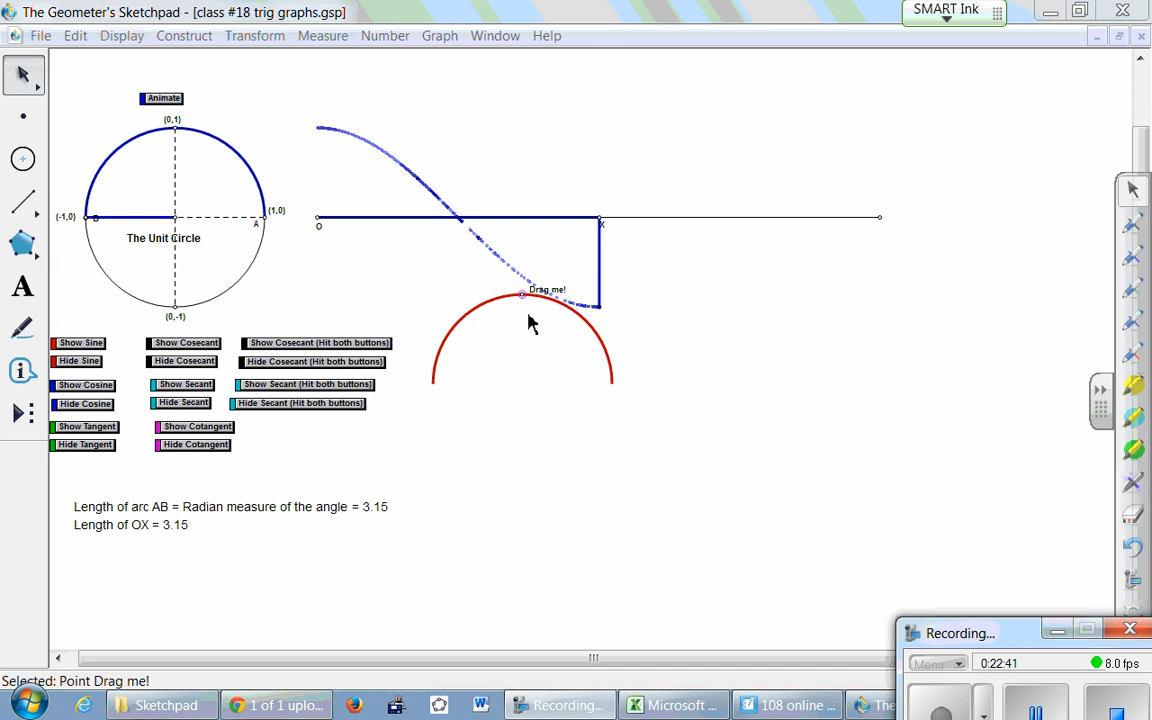 The Geometer's Sketchpad - [class #18 trig graphs.gsp]
SMART Ink
File Edit Display Construct Transform Measure Number Graph Window Help
Animate
(0,1)
(1,0)
(-1,0)
B
A
O
X
The Unit Circle
Drag me!
(0,-1)
Show Sine
Show Cosecant
Show Cosecant (Hit both buttons)
Hide Sine
Hide Cosecant
Hide Cosecant (Hit both buttons)
Show Cosine
Show Secant
Show Secant (Hit both buttons)
Hide Cosine
Hide Secant
Hide Secant (Hit both buttons)
Show Tangent
Show Cotangent
Hide Tangent
Hide Cotangent
Length of arc AB = Radian measure of the angle = 3.15
Length of OX = 3.15
Recording...
Menu
0:22:41
8.0 fps
Selected: Point Drag me!
Sketchpad
1 of 1 uplo...
Recording...
Microsoft ...
108 online ...
The